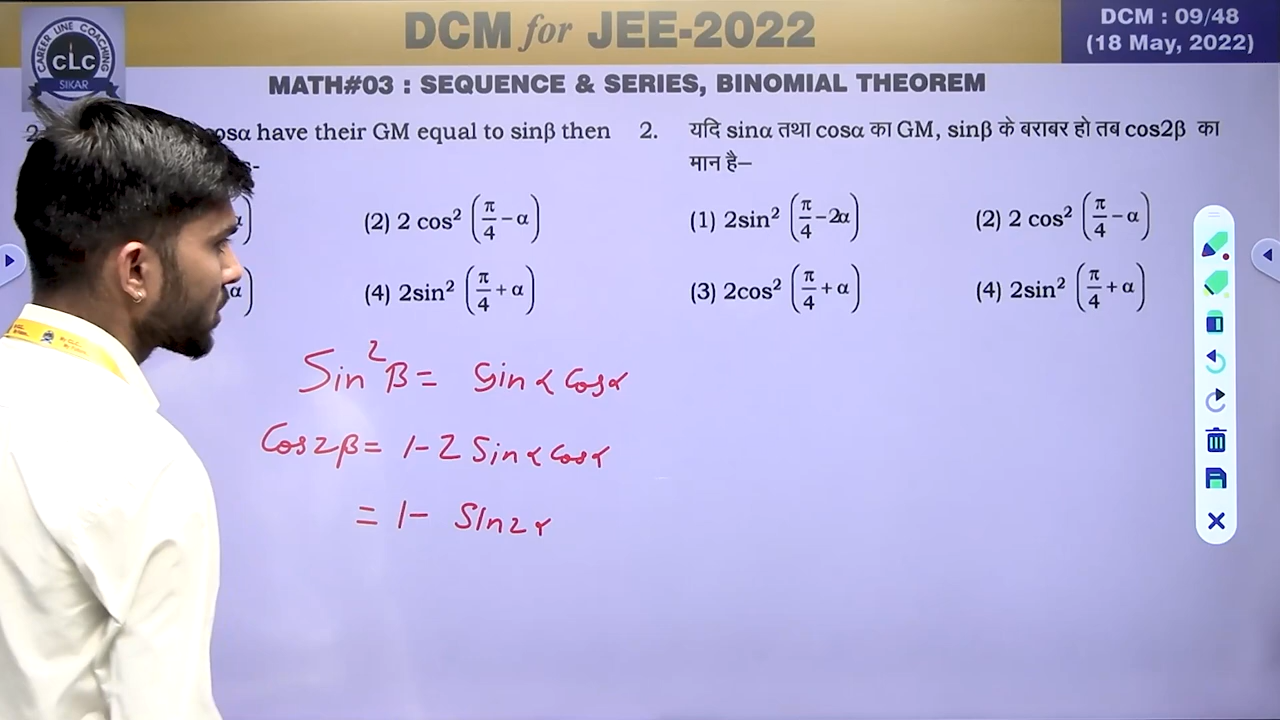 DCM for JEE-2022
DCM : 09/48
(18 May, 2022)
CAREER LINE COACHING
CLC
SIKAR
MATH#03 : SEQUENCE & SERIES, BINOMIAL THEOREM
2. cosα have their GM equal to sinβ then
(2) 2 cos² (π/4 − α)
(4) 2sin² (π/4 + α)
2. यदि sinα तथा cosα का GM, sinβ के बराबर हो तब cos2β का
मान है–
(1) 2sin² (π/4 − 2α) (2) 2 cos² (π/4 − α)
(3) 2cos² (π/4 + α) (4) 2sin² (π/4 + α)
Sin²β = Sinα Cosα
Cos2β = 1 - 2 Sinα Cosα
= 1 - Sin2α